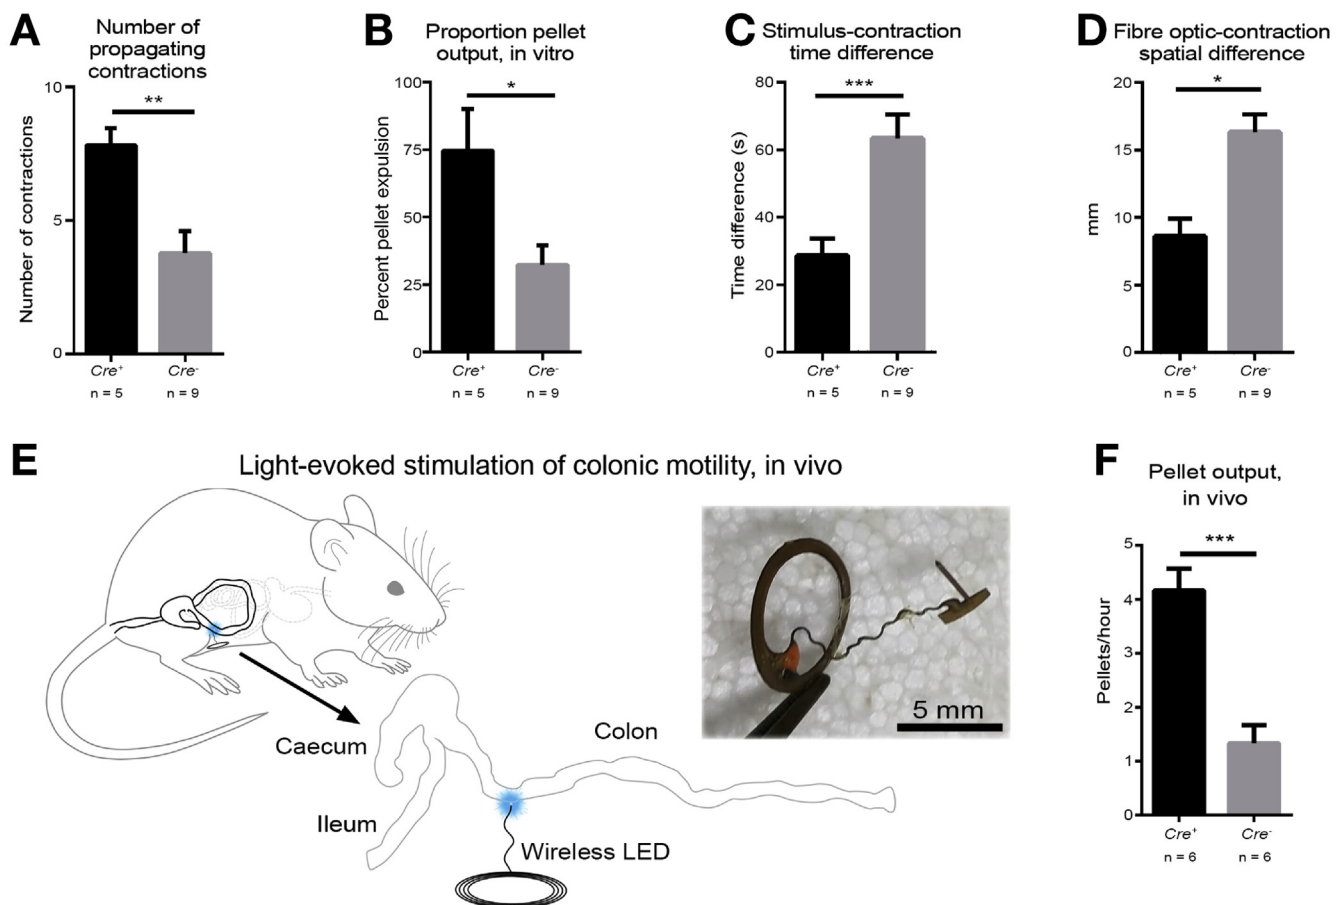 A
Number of
propagating
contractions
**
Number of contractions
10
5
0
Cre+
Cre-
n = 5
n = 9
B
Proportion pellet
output, in vitro
*
Percent pellet expulsion
100
75
50
25
0
Cre+
Cre-
n = 5
n = 9
C
Stimulus-contraction
time difference
***
Time difference (s)
80
60
40
20
0
Cre+
Cre-
n = 5
n = 9
D
Fibre optic-contraction
spatial difference
*
mm
20
15
10
5
0
Cre+
Cre-
n = 5
n = 9
E
Light-evoked stimulation of colonic motility, in vivo
5 mm
Caecum
Colon
Ileum
Wireless LED
F
Pellet output,
in vivo
***
Pellets/hour
5
4
3
2
1
0
Cre+
Cre-
n = 6
n = 6